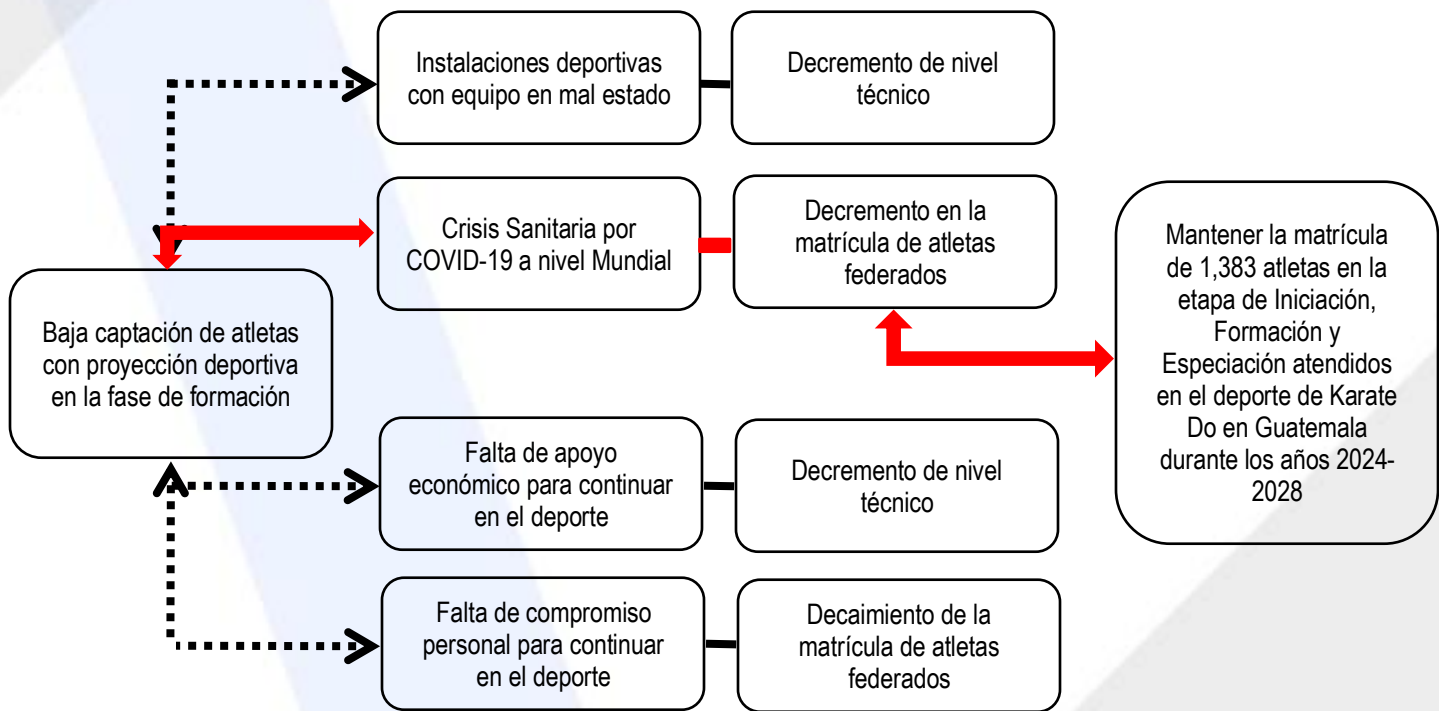 Instalaciones deportivas
con equipo en mal estado
Decremento de nivel
técnico
Crisis Sanitaria por
COVID-19 a nivel Mundial
Decremento en la
matrícula de atletas
federados
Mantener la matrícula
de 1,383 atletas en la
etapa de Iniciación,
Formación y
Especiación atendidos
en el deporte de Karate
Do en Guatemala
durante los años 2024-
2028
Baja captación de atletas
con proyección deportiva
en la fase de formación
Falta de apoyo
económico para continuar
en el deporte
Decremento de nivel
técnico
Falta de compromiso
personal para continuar
en el deporte
Decaimiento de la
matrícula de atletas
federados